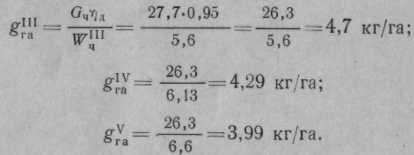 g_га^III = G_ч η_д / W_ч^III = 27,7·0,95 / 5,6 = 26,3 / 5,6 = 4,7 кг/га;
g_га^IV = 26,3 / 6,13 = 4,29 кг/га;
g_га^V = 26,3 / 6,6 = 3,99 кг/га.